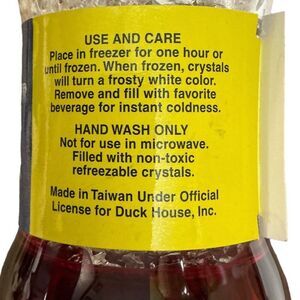 USE AND CARE
Place in freezer for one hour or
until frozen. When frozen, crystals
will turn a frosty white color.
Remove and fill with favorite
beverage for instant coldness.
HAND WASH ONLY
Not for use in microwave.
Filled with non-toxic
refreezable crystals.
Made in Taiwan Under Official
License for Duck House, Inc.